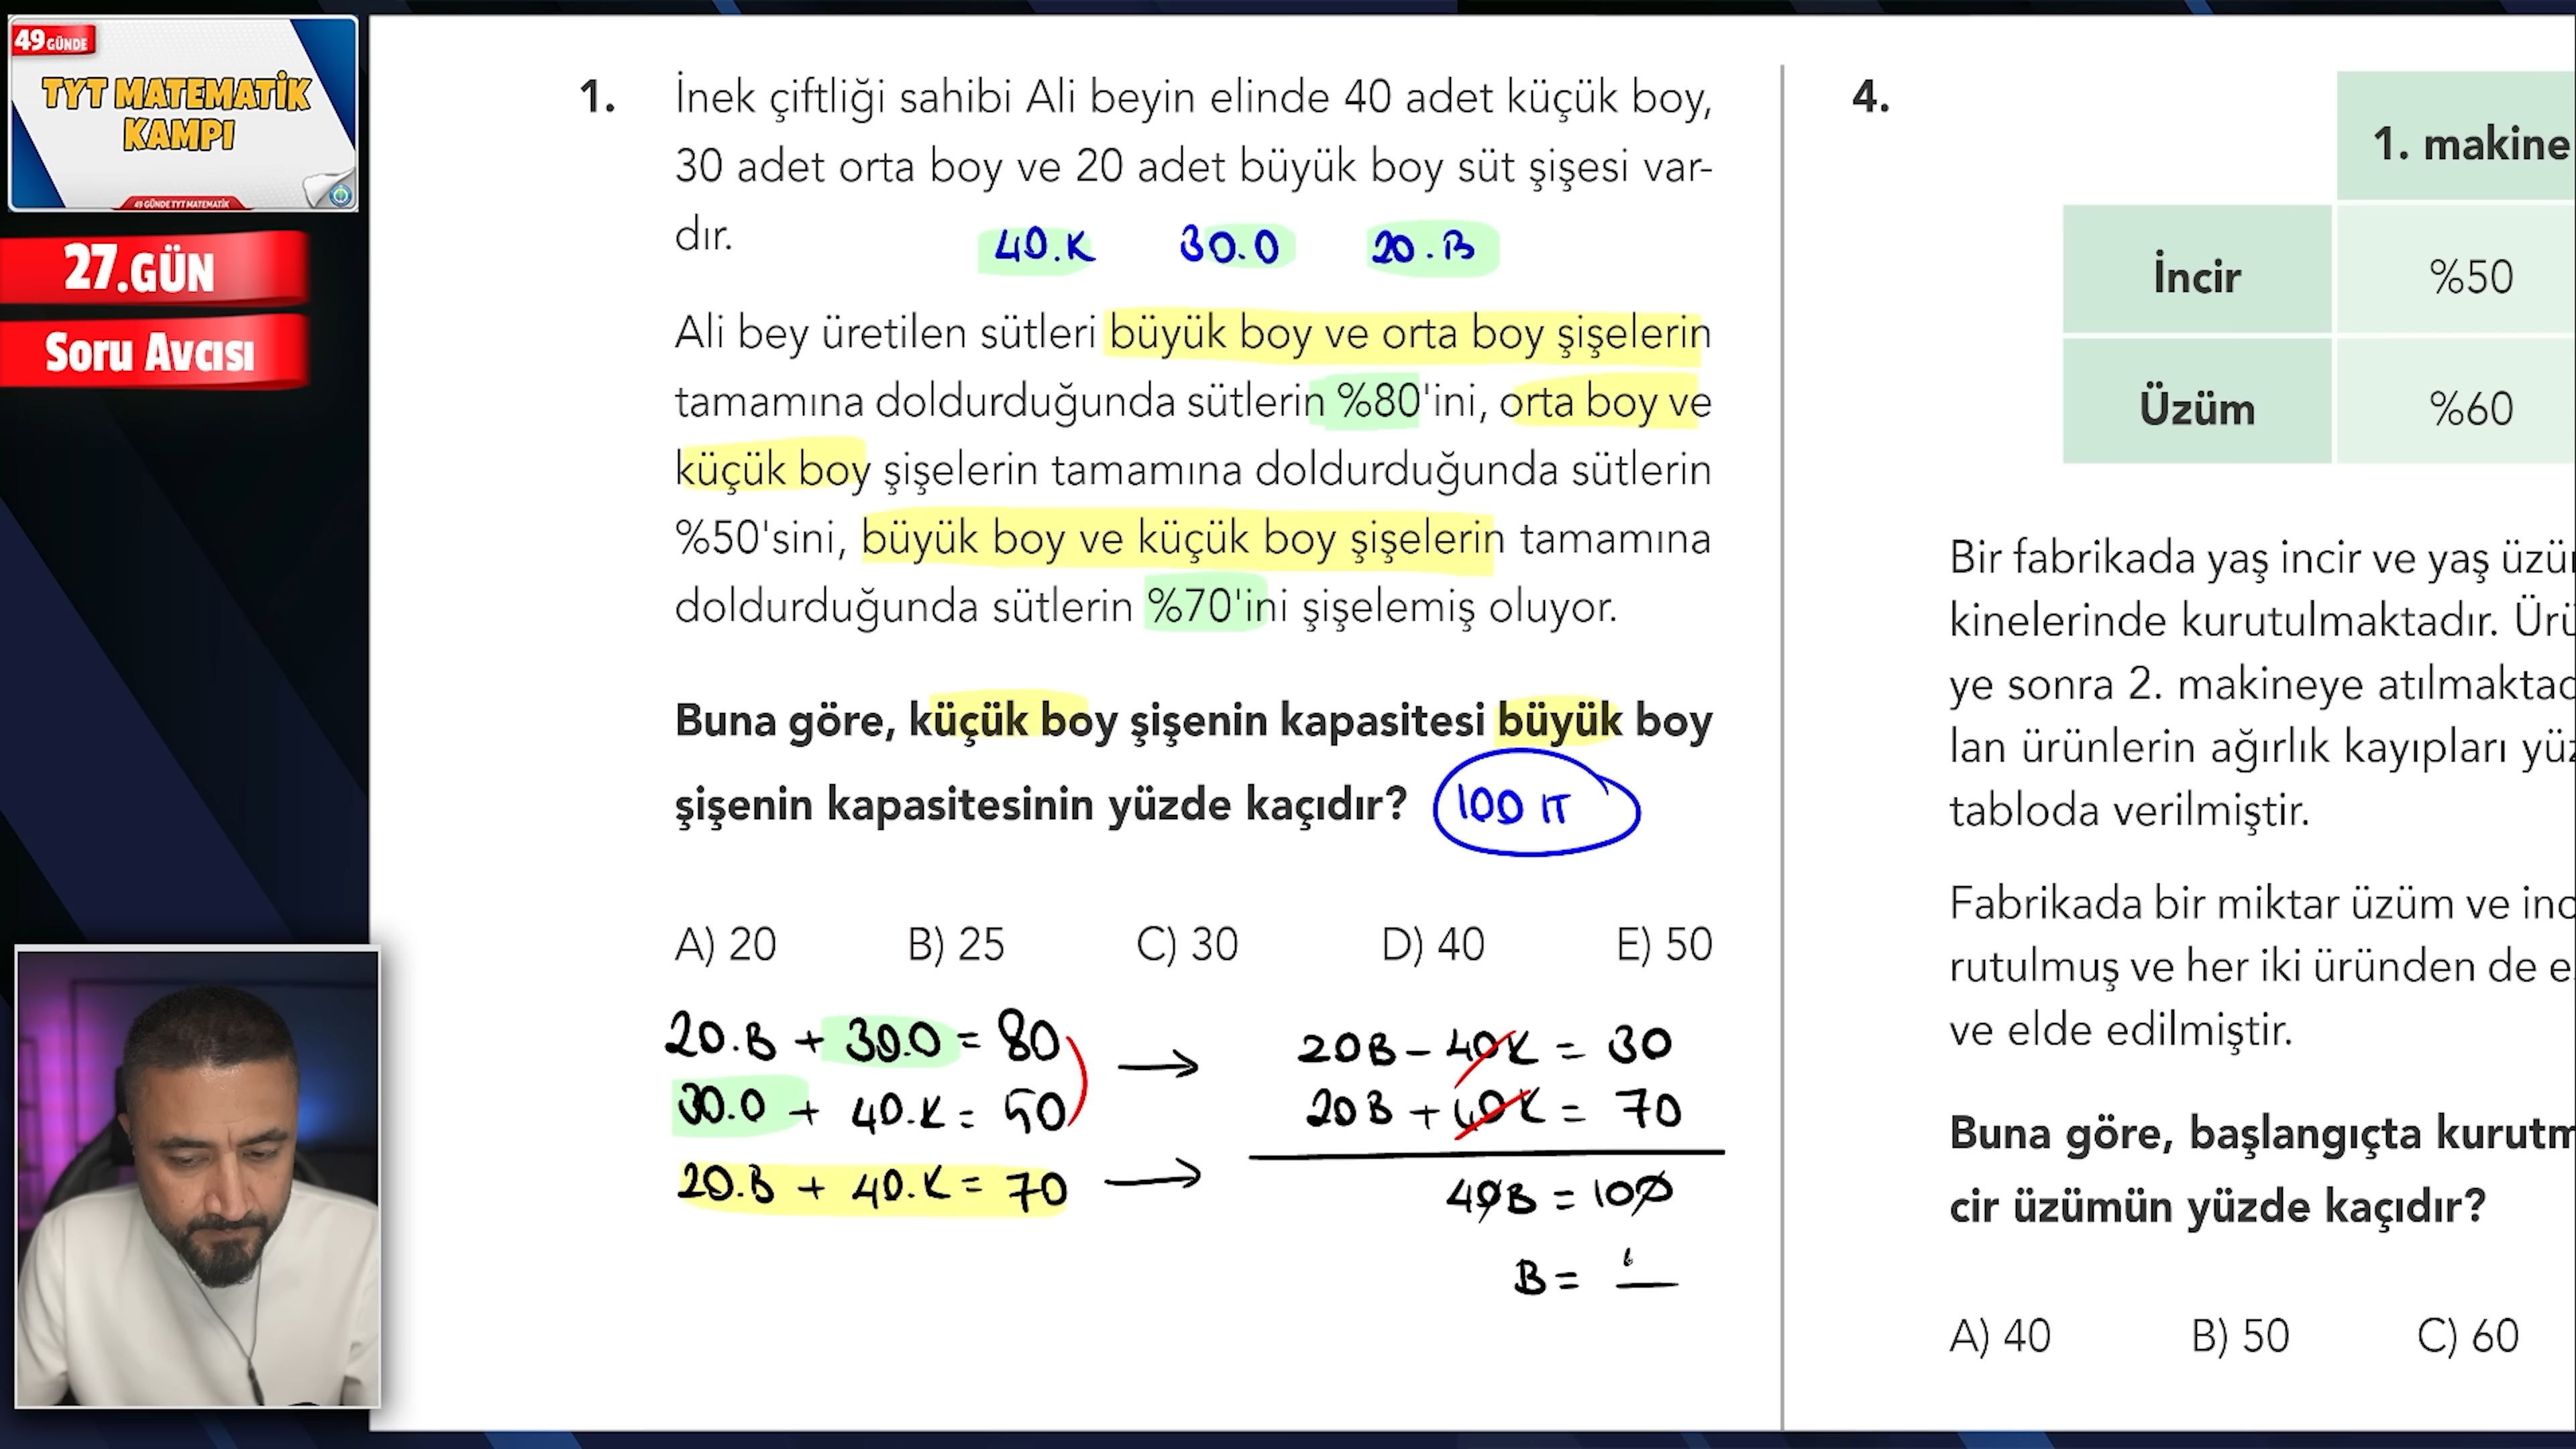 49 GÜNDE
TYT MATEMATİK
KAMPI
49 GÜNDE TYT MATEMATİK
27.GÜN
Soru Avcısı
1. İnek çiftliği sahibi Ali beyin elinde 40 adet küçük boy,
30 adet orta boy ve 20 adet büyük boy süt şişesi var-
dır.
40.K 30.O 20.B
Ali bey üretilen sütleri büyük boy ve orta boy şişelerin
tamamına doldurduğunda sütlerin %80'ini, orta boy ve
küçük boy şişelerin tamamına doldurduğunda sütlerin
%50'sini, büyük boy ve küçük boy şişelerin tamamına
doldurduğunda sütlerin %70'ini şişelemiş oluyor.
Buna göre, küçük boy şişenin kapasitesi büyük boy
şişenin kapasitesinin yüzde kaçıdır?
100 lT
A) 20 B) 25 C) 30 D) 40 E) 50
20.B + 30.O = 80
30.O + 40.K = 50
20.B + 40.K = 70
20B - 40K = 30
20B + 40K = 70
40B = 100
B =
4.
1. makine
İncir %50
Üzüm %60
Bir fabrikada yaş incir ve yaş üzü
kinelerinde kurutulmaktadır. Ürü
ye sonra 2. makineye atılmaktad
lan ürünlerin ağırlık kayıpları yüz
tabloda verilmiştir.
Fabrikada bir miktar üzüm ve inc
rutulmuş ve her iki üründen de e
ve elde edilmiştir.
Buna göre, başlangıçta kurutm
cir üzümün yüzde kaçıdır?
A) 40 B) 50 C) 60